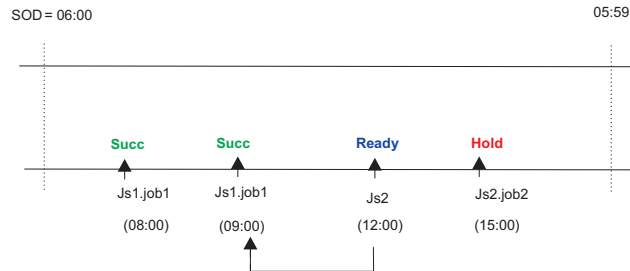 SOD = 06:00 05:59
Succ Succ Ready Hold
Js1.job1 Js1.job1 Js2 Js2.job2
(08:00) (09:00) (12:00) (15:00)